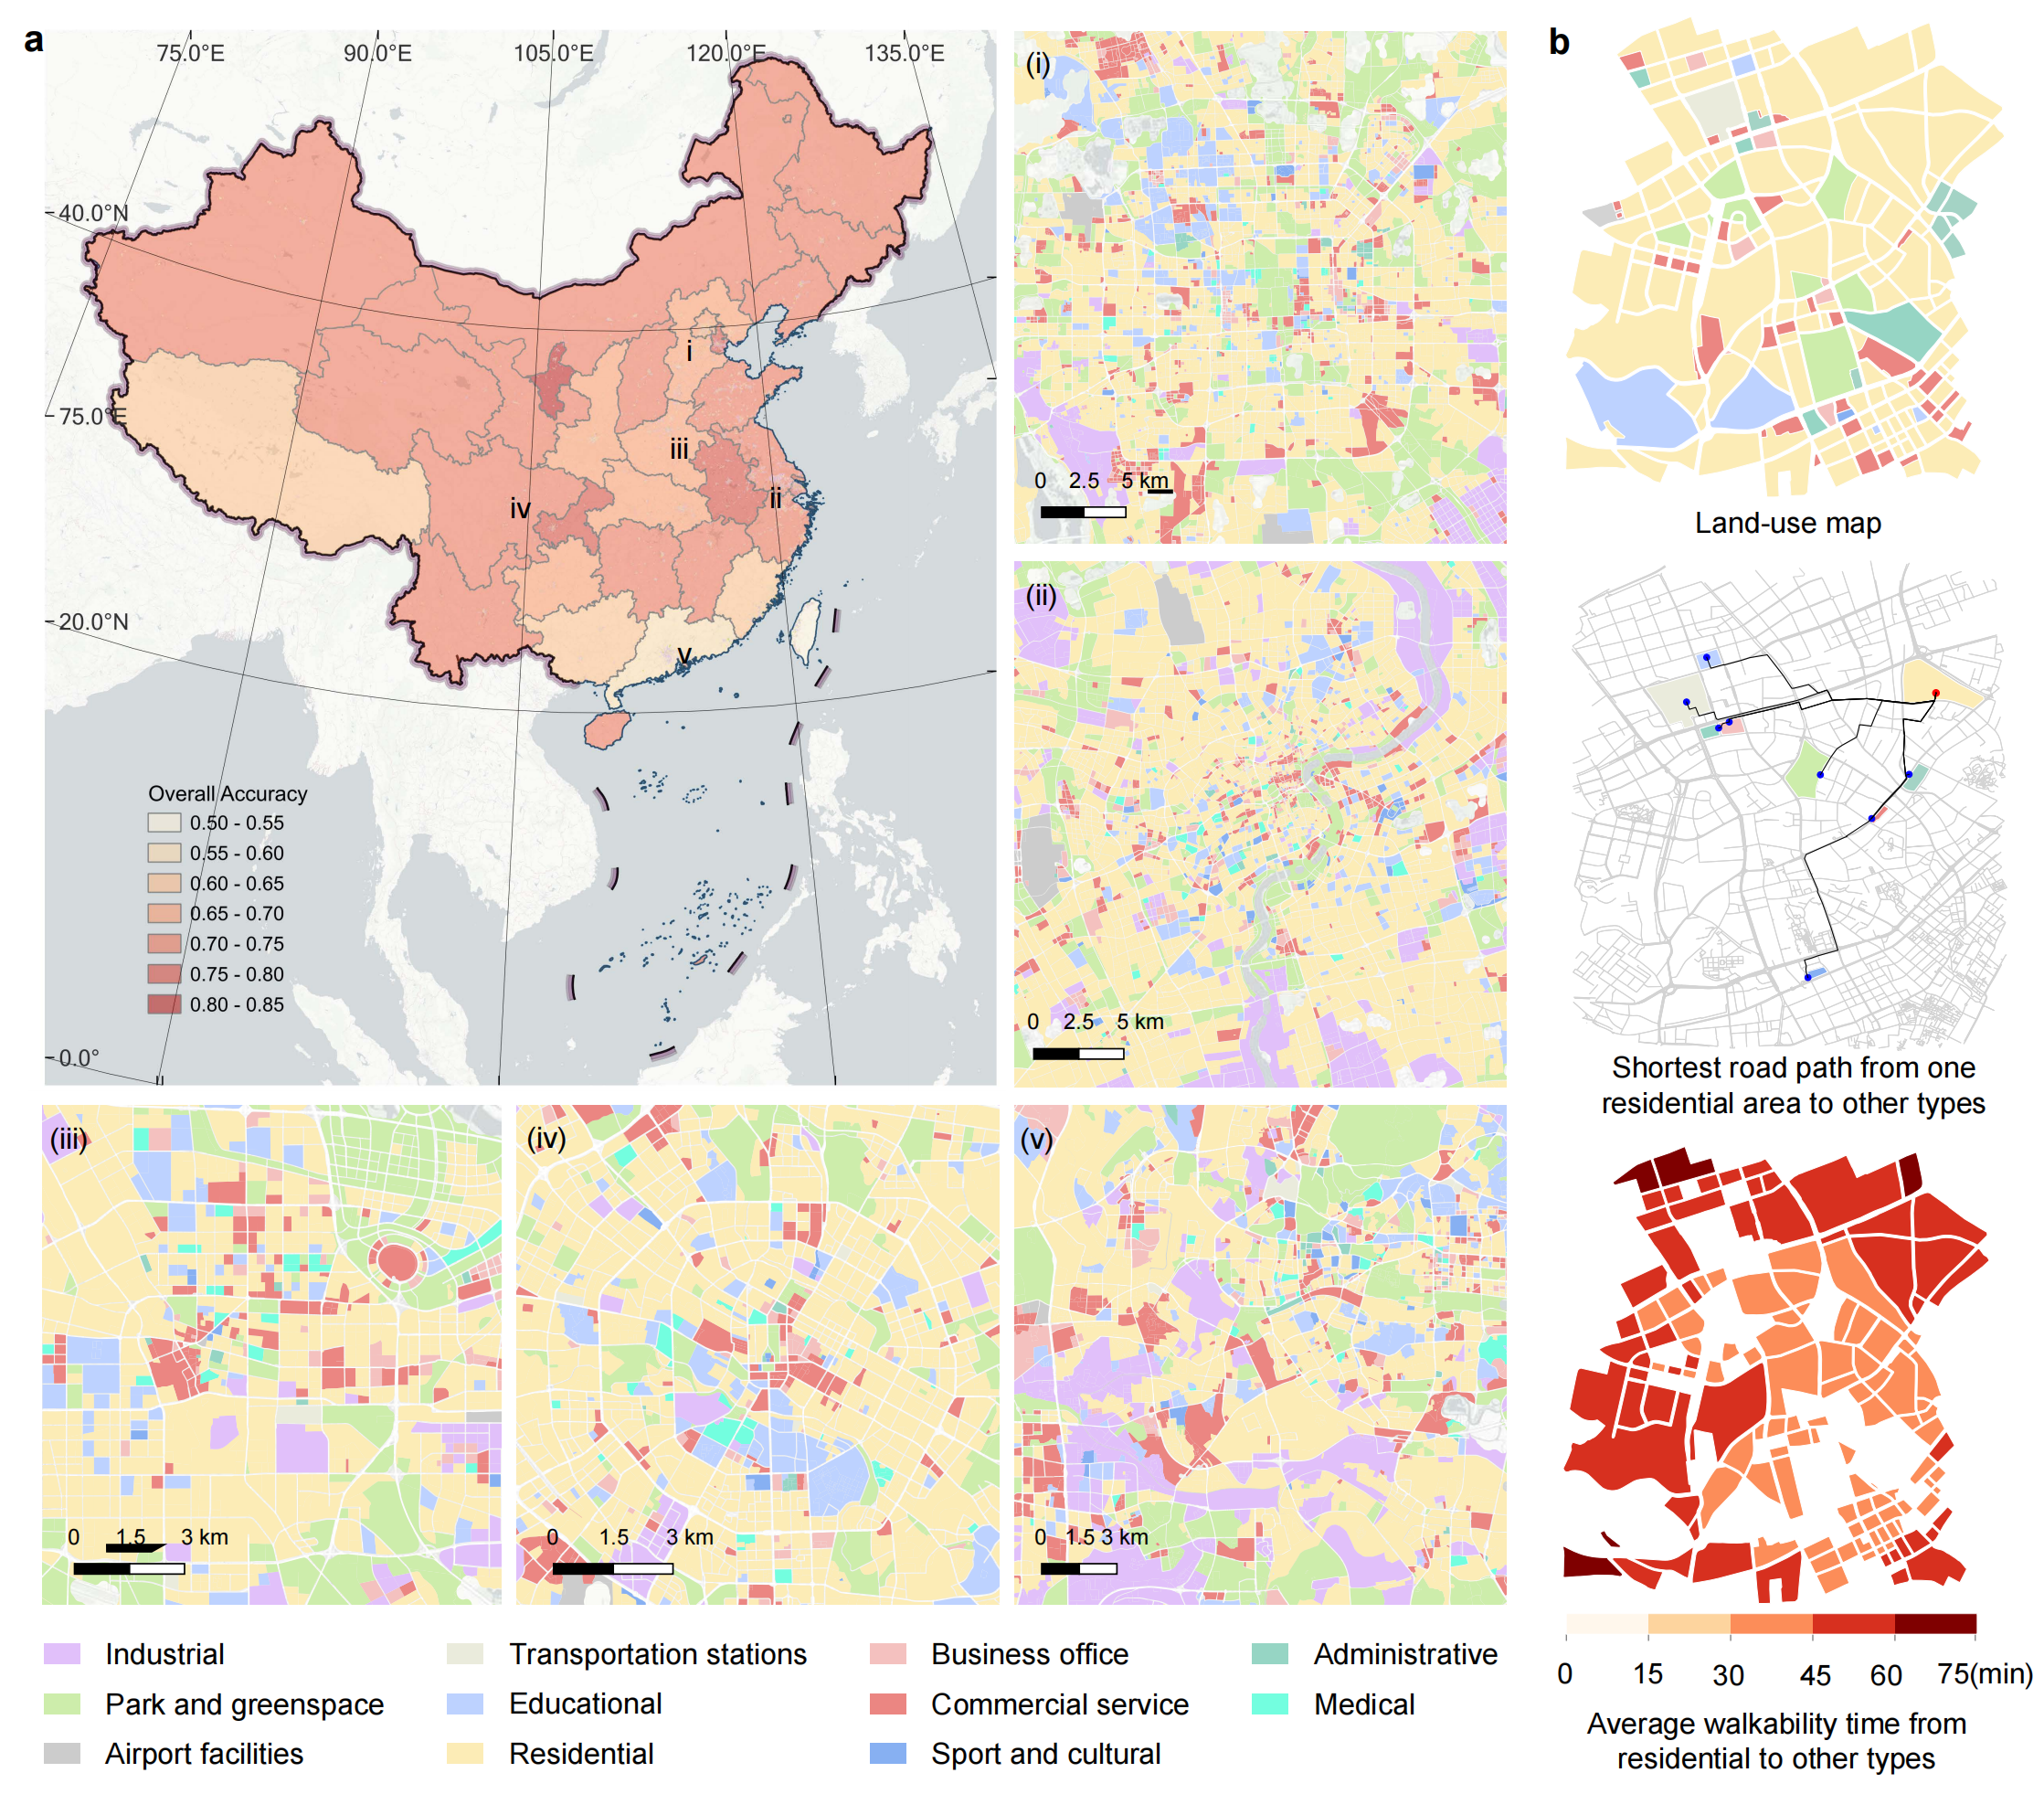 a
75.0°E
90.0°E
105.0°E
120.0°E
135.0°E
40.0°N
75.0°E
20.0°N
0.0°
i
iii
ii
iv
v
Overall Accuracy
0.50 - 0.55
0.55 - 0.60
0.60 - 0.65
0.65 - 0.70
0.70 - 0.75
0.75 - 0.80
0.80 - 0.85
(i)
0 2.5 5 km
(ii)
0 2.5 5 km
(iii)
0 1.5 3 km
(iv)
0 1.5 3 km
(v)
0 1.5 3 km
Industrial
Transportation stations
Business office
Administrative
Park and greenspace
Educational
Commercial service
Medical
Airport facilities
Residential
Sport and cultural
b
Land-use map
Shortest road path from one
residential area to other types
0 15 30 45 60 75(min)
Average walkability time from
residential to other types